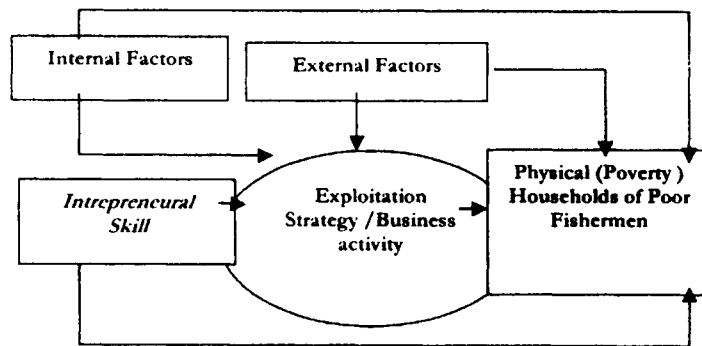 Internal Factors
External Factors
Intrepreneural
Skill
Exploitation
Strategy /Business
activity
Physical (Poverty )
Households of Poor
Fishermen